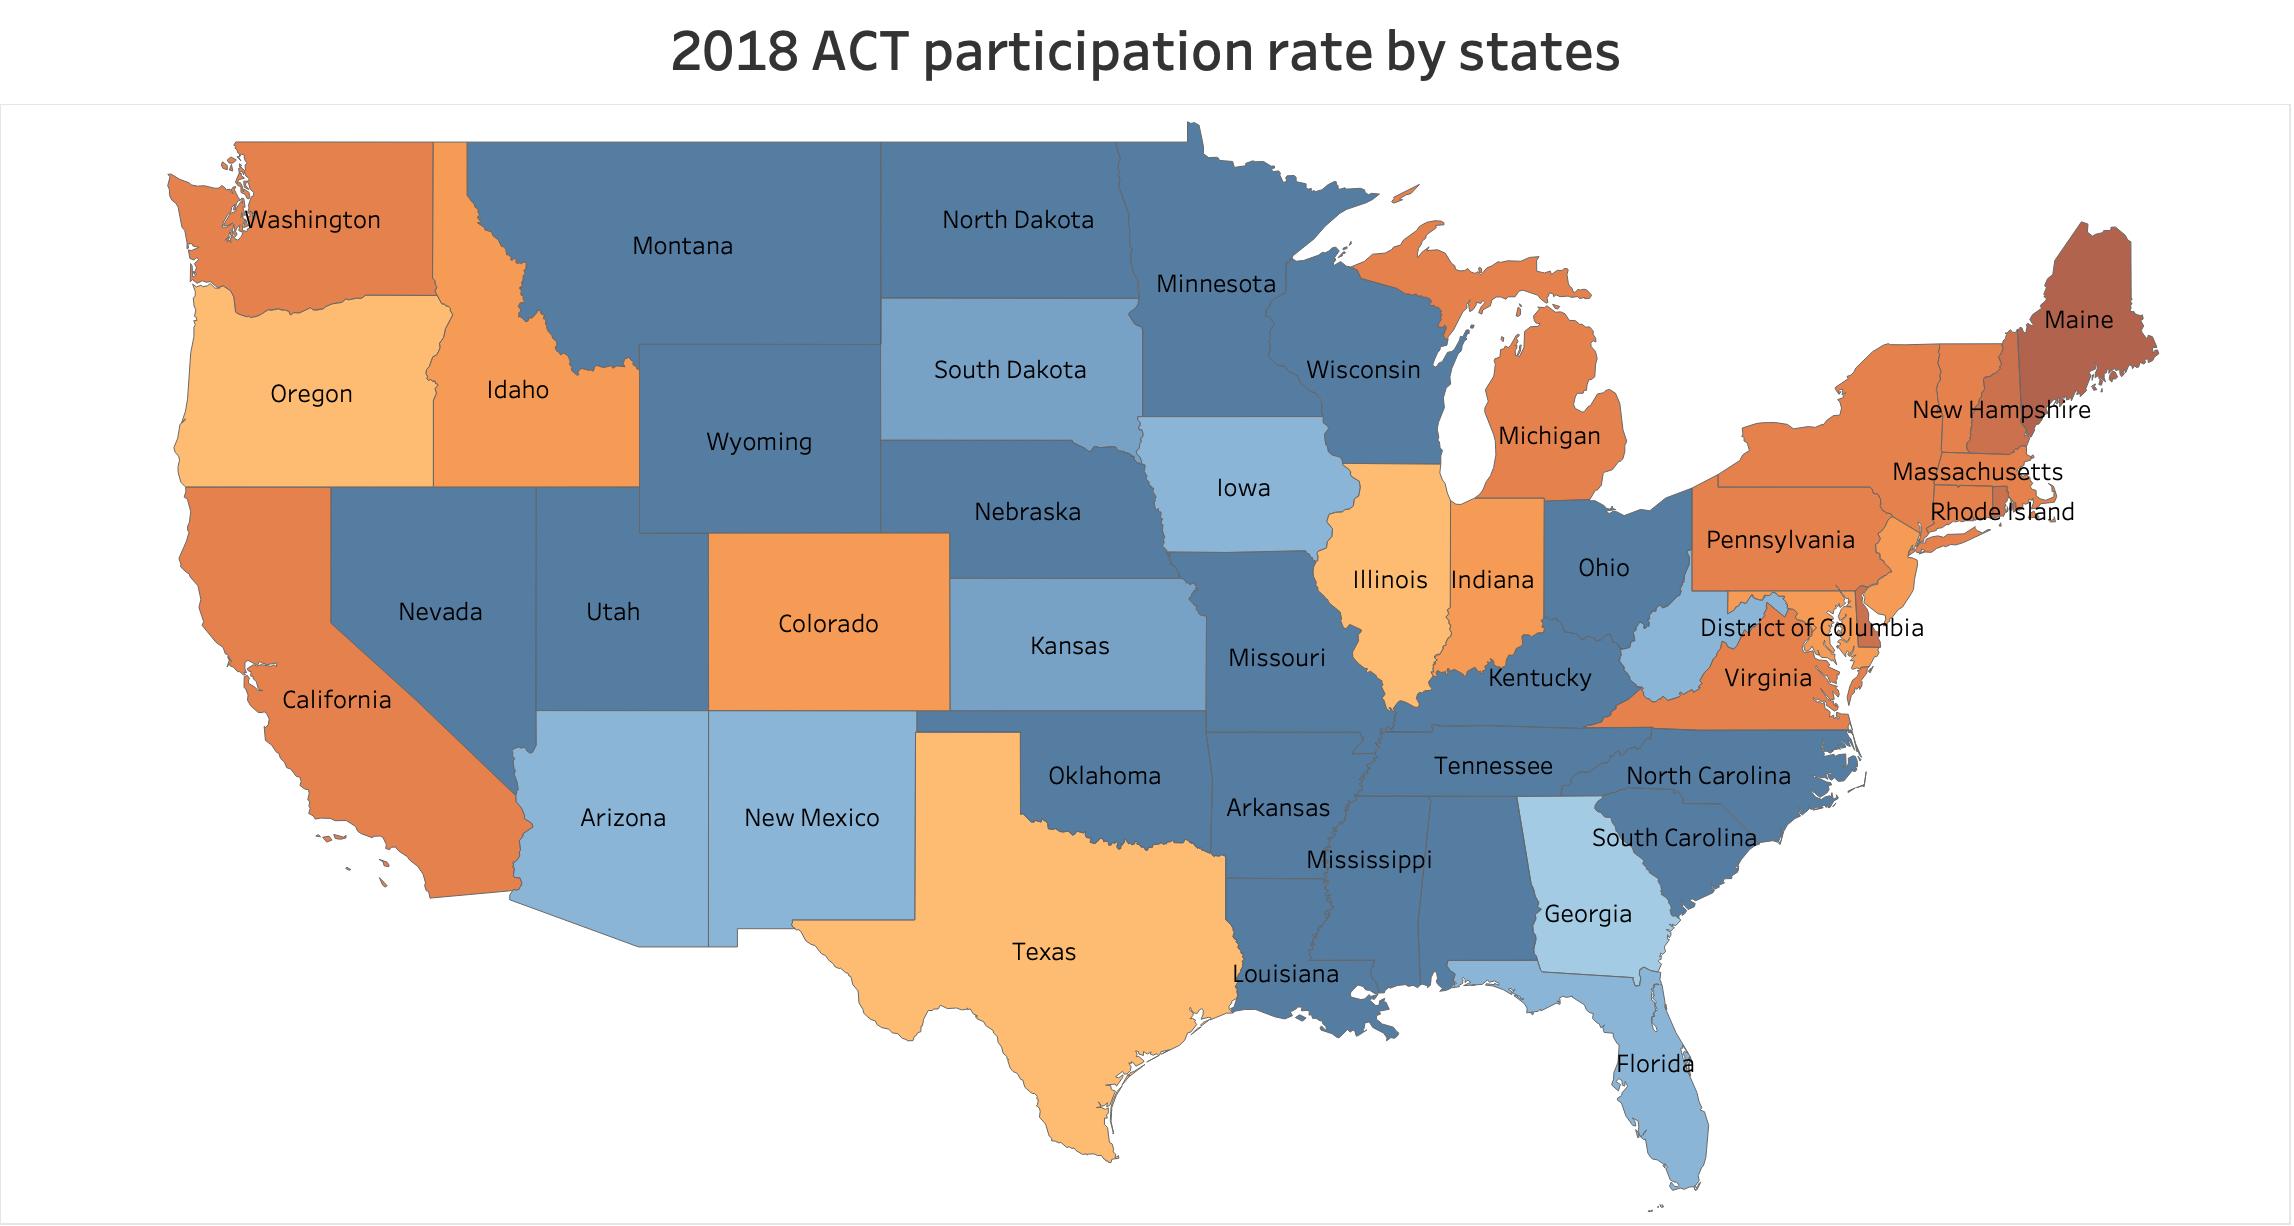 2018 ACT participation rate by states
Washington
Montana
North Dakota
Minnesota
Maine
Oregon
Idaho
South Dakota
Wisconsin
New Hampshire
Wyoming
Michigan
Massachusetts
Iowa
Nebraska
Rhode Island
Pennsylvania
Ohio
Illinois
Indiana
Nevada
Utah
Colorado
District of Columbia
Kansas
Missouri
Kentucky
Virginia
California
Tennessee
North Carolina
Oklahoma
Arkansas
Arizona
New Mexico
South Carolina
Mississippi
Georgia
Texas
Louisiana
Florida